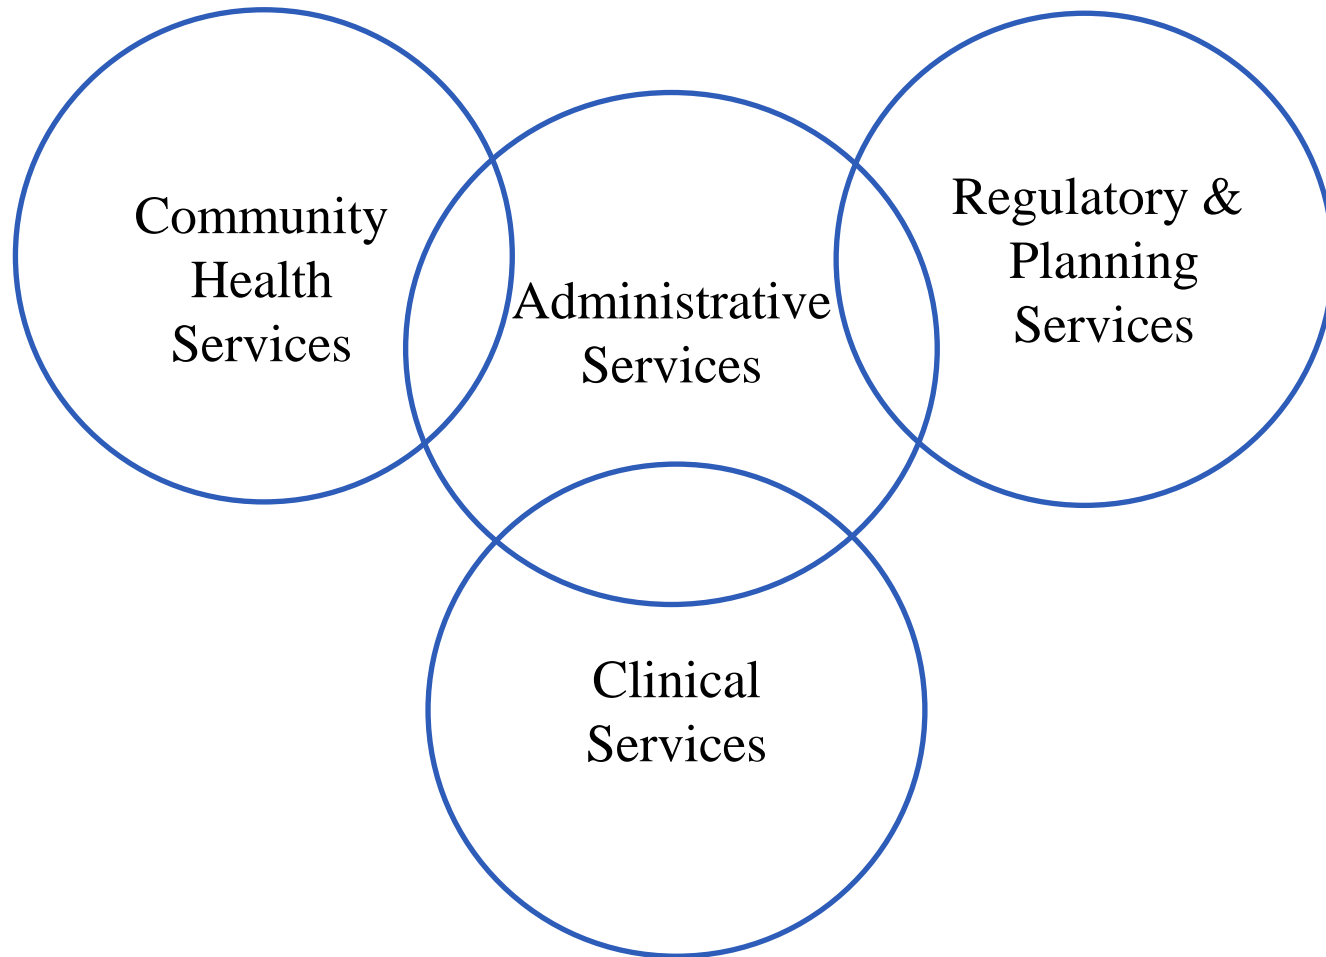 Community
Health
Services
Administrative
Services
Regulatory &
Planning
Services
Clinical
Services